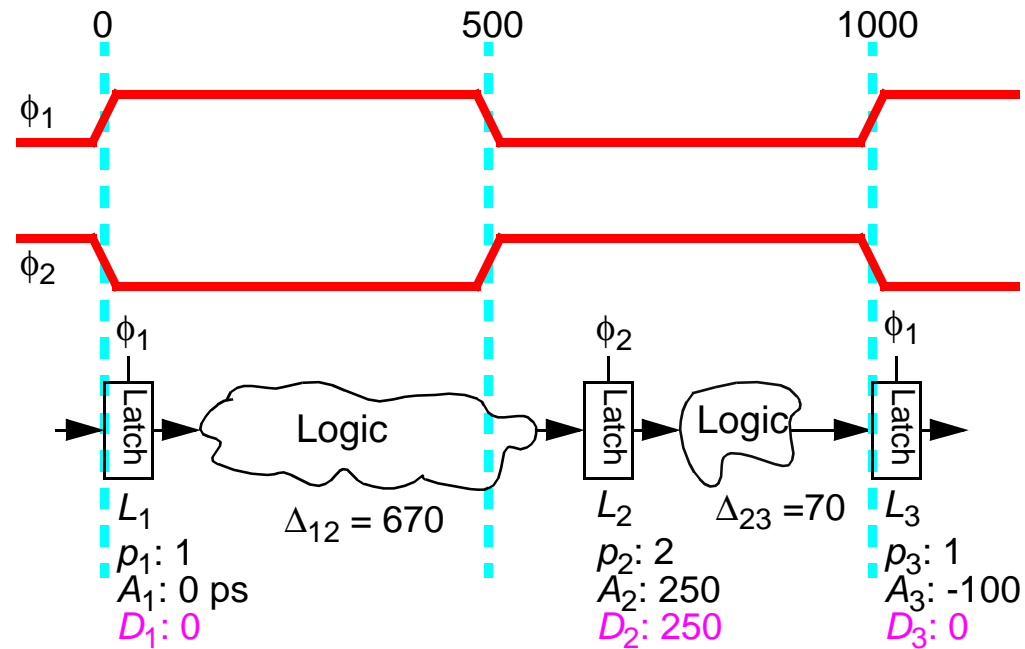 0 500 1000
ϕ1
ϕ2
ϕ1 ϕ2 ϕ1
Latch Logic Latch Logic Latch
L1 Δ12 = 670 L2 Δ23 =70 L3
p1: 1 p2: 2 p3: 1
A1: 0 ps A2: 250 A3: -100
D1: 0 D2: 250 D3: 0